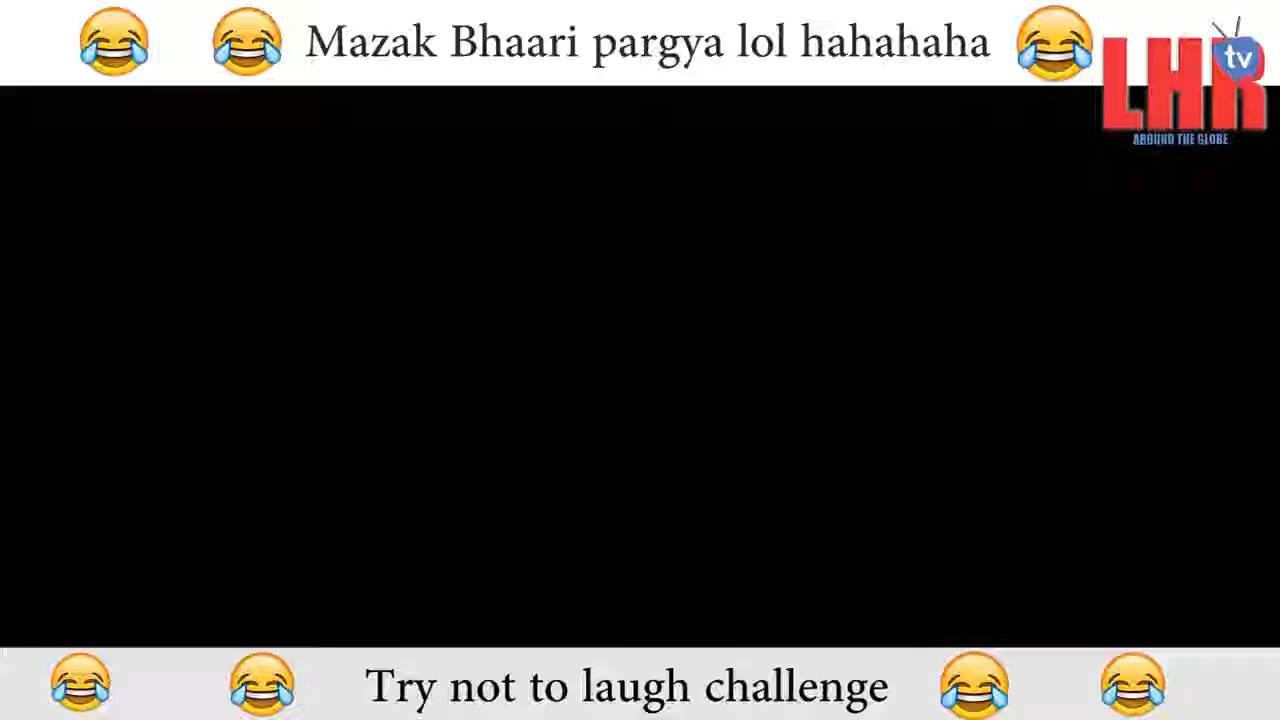 Mazak Bhaari pargya lol hahahaha
LHR
tv
AROUND THE GLOBE
Try not to laugh challenge